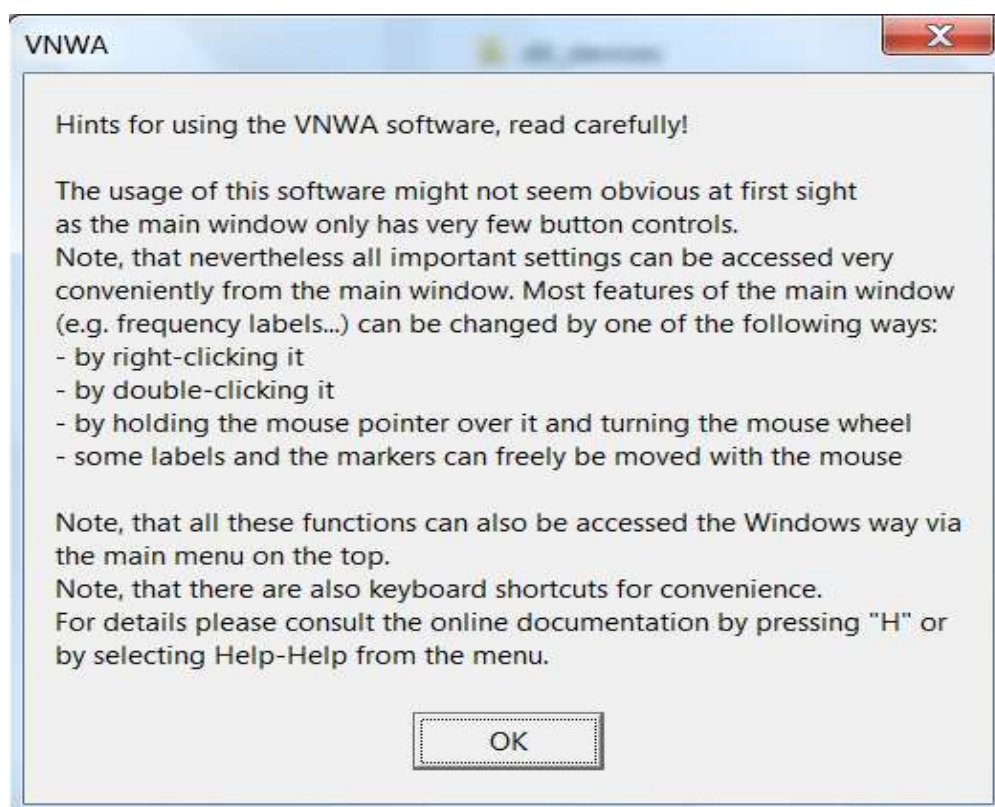 VNWA
Hints for using the VNWA software, read carefully!
The usage of this software might not seem obvious at first sight
as the main window only has very few button controls.
Note, that nevertheless all important settings can be accessed very
conveniently from the main window. Most features of the main window
(e.g. frequency labels...) can be changed by one of the following ways:
- by right-clicking it
- by double-clicking it
- by holding the mouse pointer over it and turning the mouse wheel
- some labels and the markers can freely be moved with the mouse
Note, that all these functions can also be accessed the Windows way via
the main menu on the top.
Note, that there are also keyboard shortcuts for convenience.
For details please consult the online documentation by pressing "H" or
by selecting Help-Help from the menu.
OK